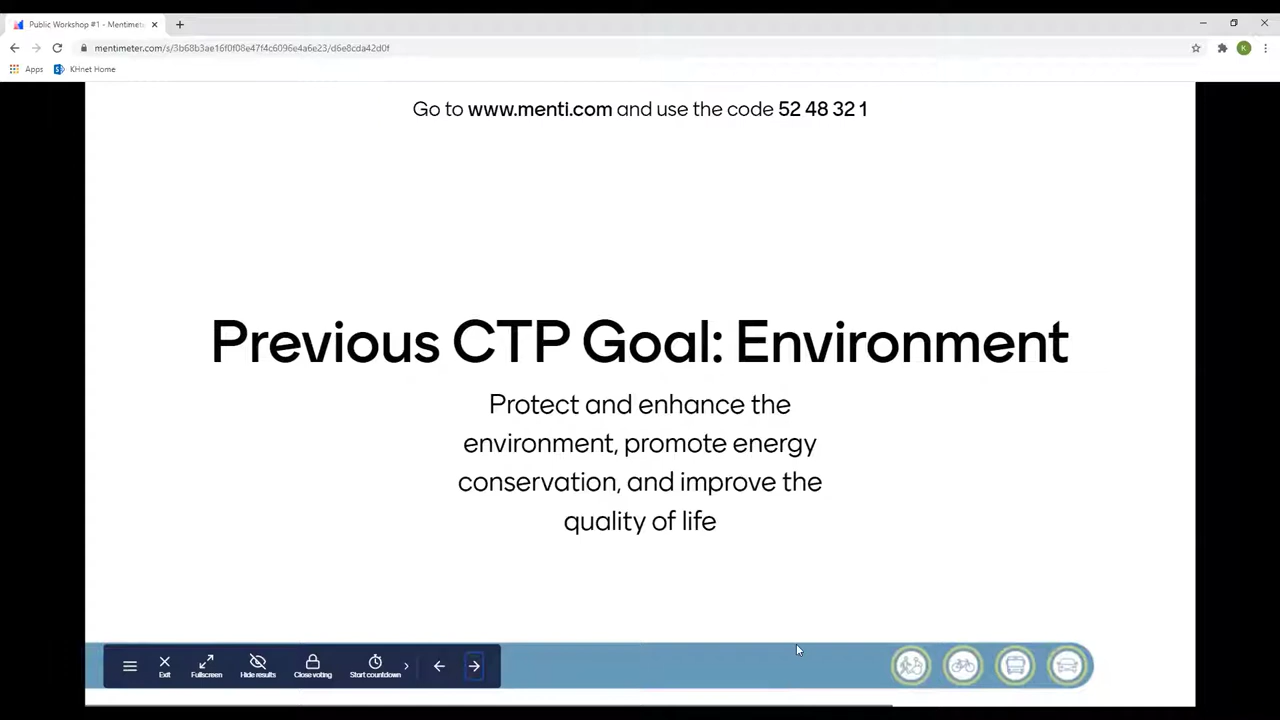 Public Workshop #1 - Mentimete
mentimeter.com/s/3b68b3ae16f0f08e47f4c6096e4a6e23/d6e8cda42d0f
K
Apps
KHnet Home
Go to www.menti.com and use the code 52 48 32 1
Previous CTP Goal: Environment
Protect and enhance the
environment, promote energy
conservation, and improve the
quality of life
Exit
Fullscreen
Hide results
Close voting
Start countdown